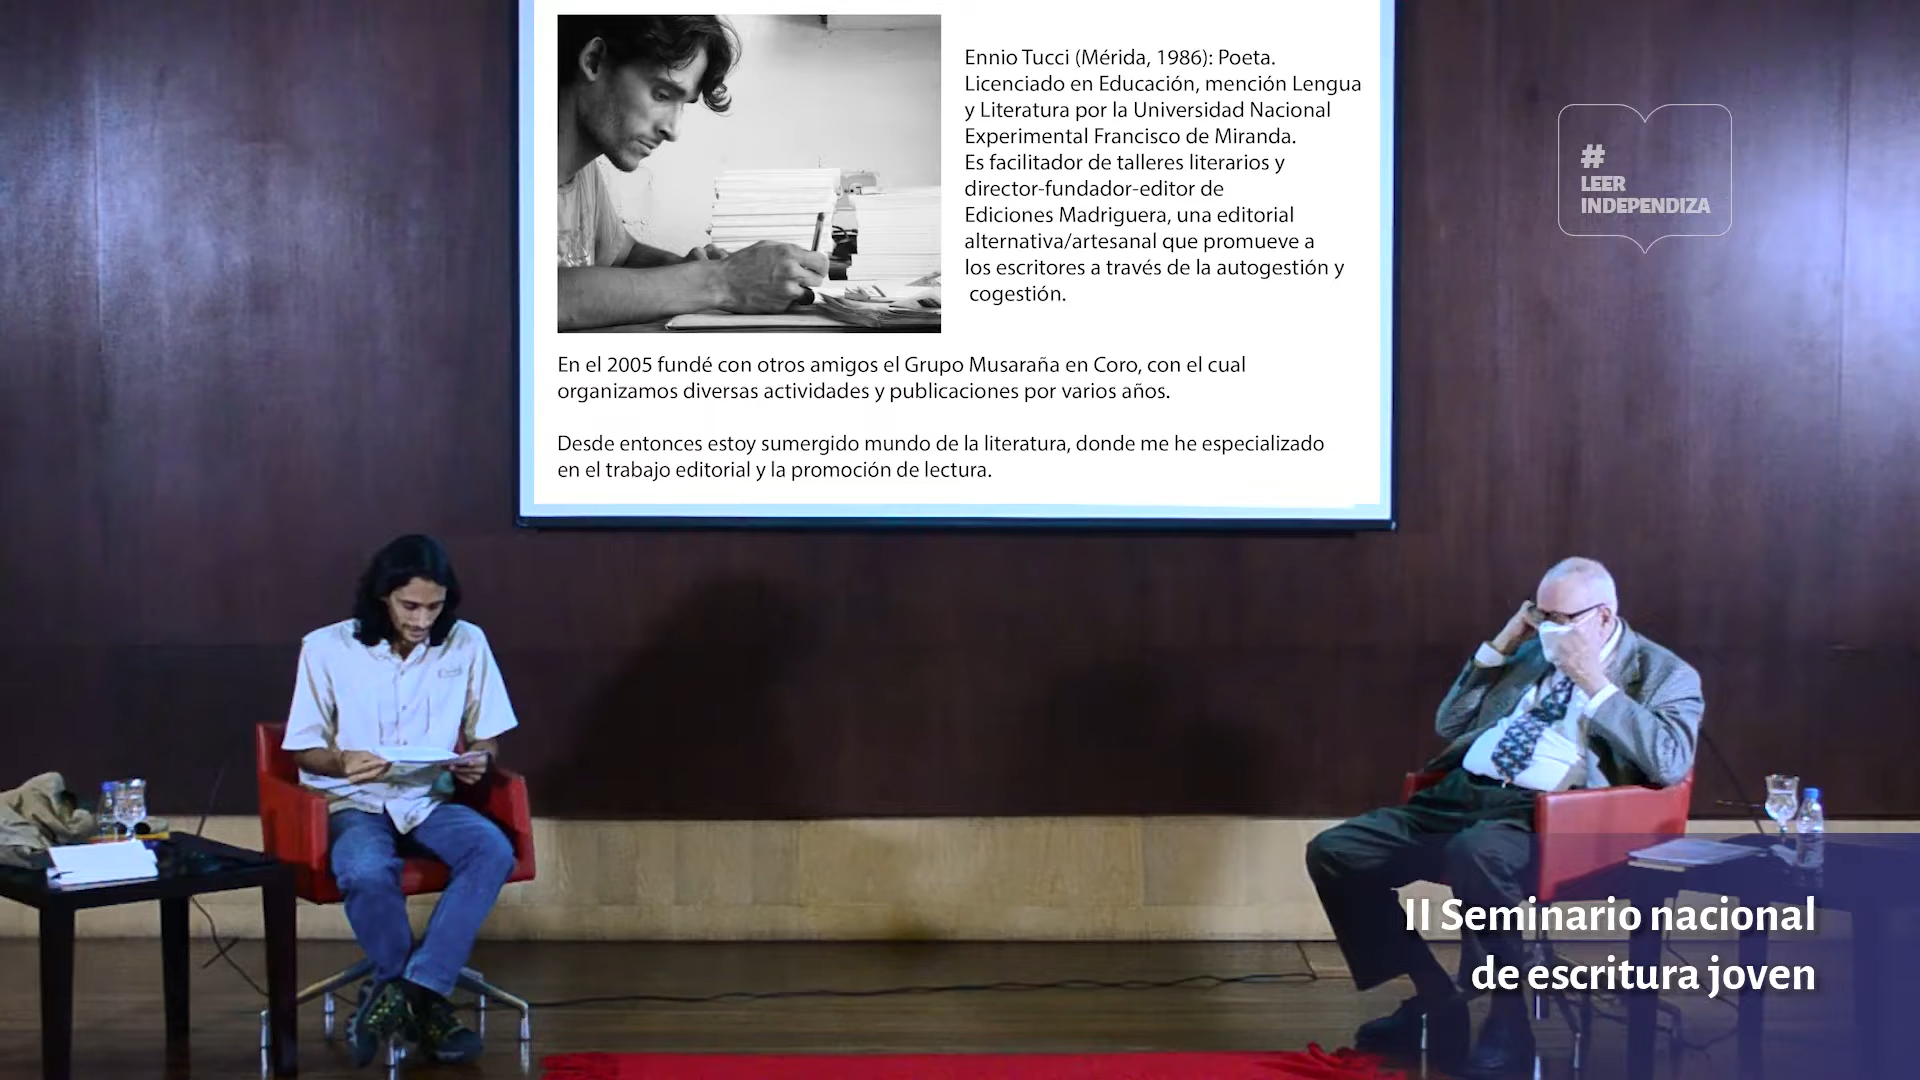 Ennio Tucci (Mérida, 1986): Poeta.
Licenciado en Educación, mención Lengua
y Literatura por la Universidad Nacional
Experimental Francisco de Miranda.
Es facilitador de talleres literarios y
director-fundador-editor de
Ediciones Madriguera, una editorial
alternativa/artesanal que promueve a
los escritores a través de la autogestión y
cogestión.
En el 2005 fundé con otros amigos el Grupo Musaraña en Coro, con el cual
organizamos diversas actividades y publicaciones por varios años.
Desde entonces estoy sumergido mundo de la literatura, donde me he especializado
en el trabajo editorial y la promoción de lectura.
#
LEER
INDEPENDIZA
II Seminario nacional
de escritura joven